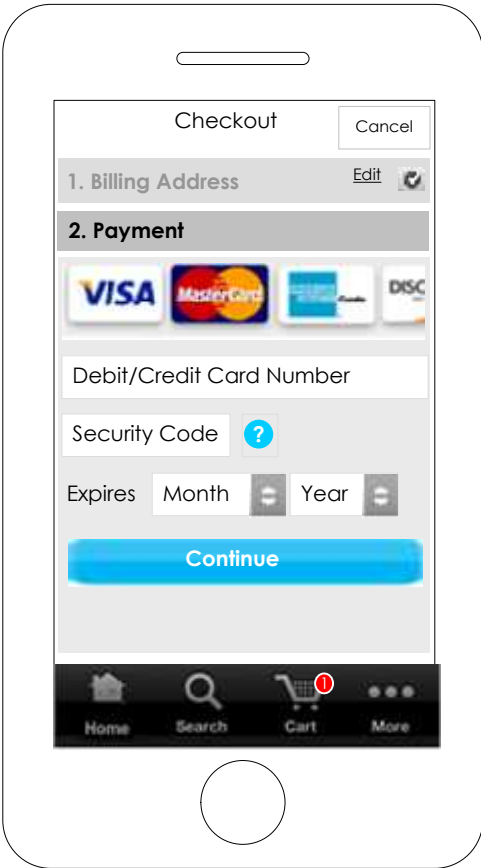 Checkout
Cancel
1. Billing Address
Edit
2. Payment
VISA
MasterCard
DISC
Debit/Credit Card Number
Security Code
?
Expires
Month
Year
Continue
1
Home
Search
Cart
More